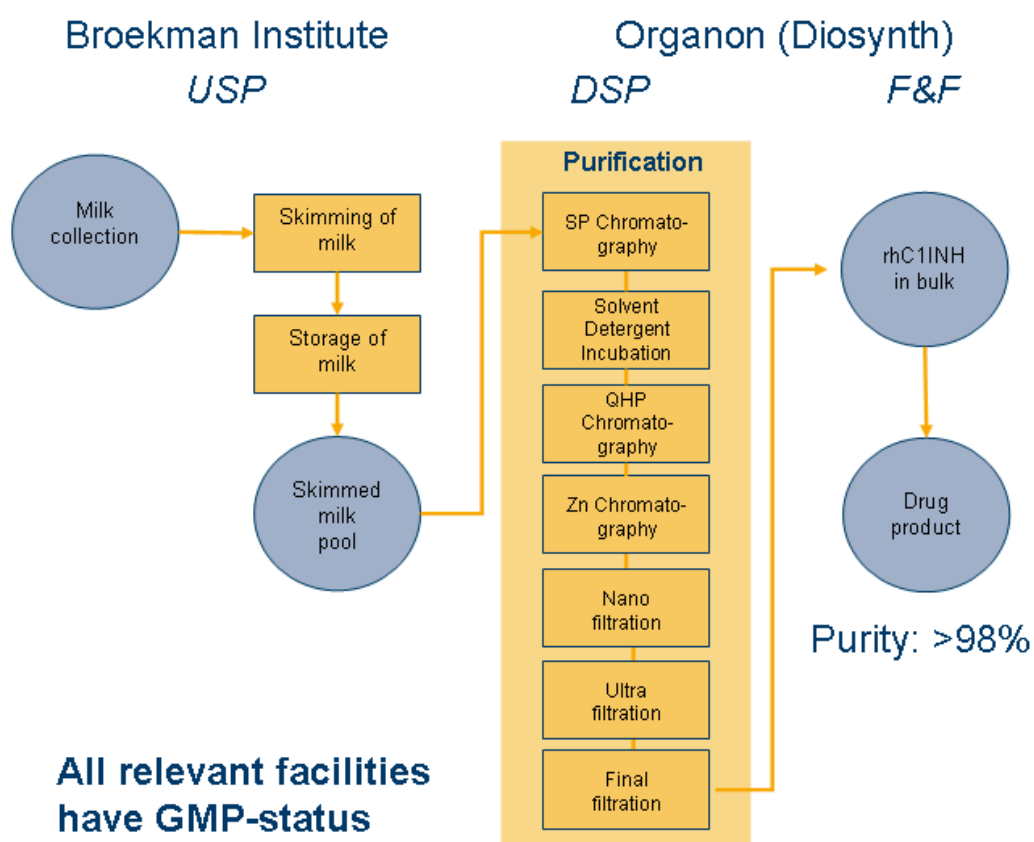 Broekman Institute
USP
Organon (Diosynth)
DSP
F&F
Milk
collection
Skimming of
milk
Storage of
milk
Skimmed
milk
pool
Purification
SP Chromato-
graphy
Solvent
Detergent
Incubation
QHP
Chromato-
graphy
Zn Chromato-
graphy
Nano
filtration
Ultra
filtration
Final
filtration
rhC1INH
in bulk
Drug
product
Purity: >98%
All relevant facilities
have GMP-status